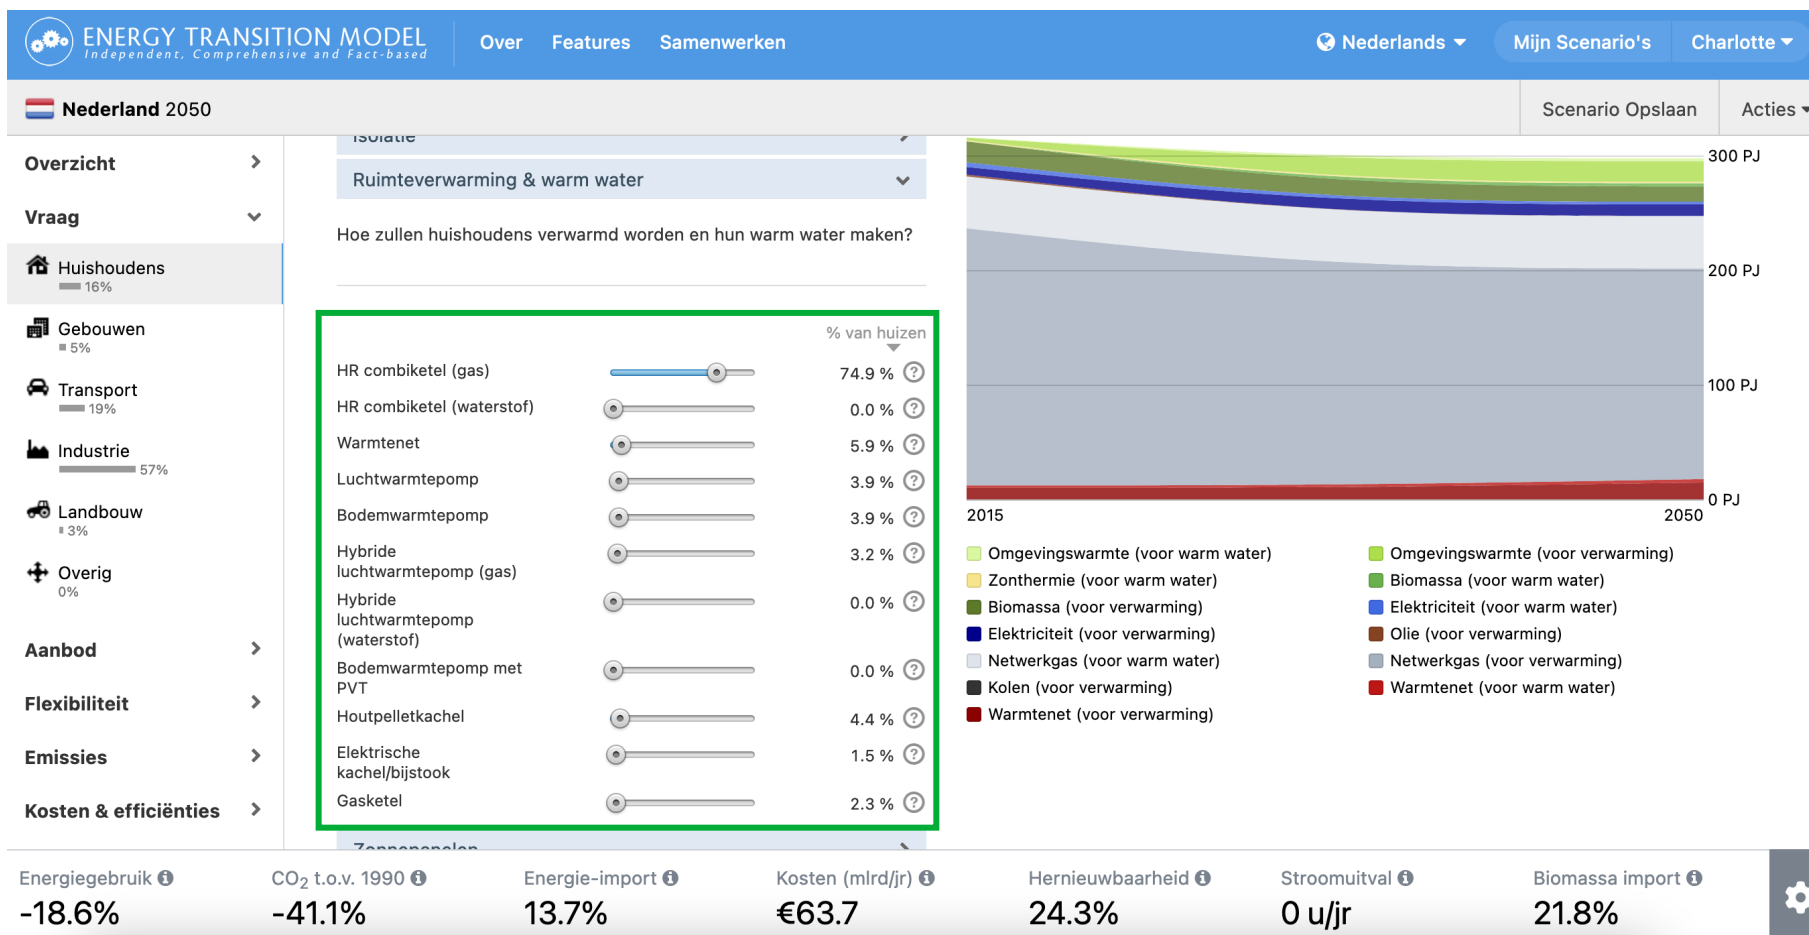 ENERGY TRANSITION MODEL
Independent, Comprehensive and Fact-based
Over
Features
Samenwerken
Nederlands
Mijn Scenario's
Charlotte
Nederland 2050
Scenario Opslaan
Acties
Overzicht
Vraag
Huishoudens
16%
Gebouwen
5%
Transport
19%
Industrie
57%
Landbouw
3%
Overig
0%
Aanbod
Flexibiliteit
Emissies
Kosten & efficiënties
Isolatie
Ruimteverwarming & warm water
Hoe zullen huishoudens verwarmd worden en hun warm water maken?
% van huizen
HR combiketel (gas)
74.9 %
?
HR combiketel (waterstof)
0.0 %
?
Warmtenet
5.9 %
?
Luchtwarmtepomp
3.9 %
?
Bodemwarmtepomp
3.9 %
?
Hybride
luchtwarmtepomp (gas)
3.2 %
?
Hybride
luchtwarmtepomp
(waterstof)
0.0 %
?
Bodemwarmtepomp met
PVT
0.0 %
?
Houtpelletkachel
4.4 %
?
Elektrische
kachel/bijstook
1.5 %
?
Gasketel
2.3 %
?
Zonnepanelen
300 PJ
200 PJ
100 PJ
0 PJ
2015
2050
Omgevingswarmte (voor warm water)
Omgevingswarmte (voor verwarming)
Zonthermie (voor warm water)
Biomassa (voor warm water)
Biomassa (voor verwarming)
Elektriciteit (voor warm water)
Elektriciteit (voor verwarming)
Olie (voor verwarming)
Netwerkgas (voor warm water)
Netwerkgas (voor verwarming)
Kolen (voor verwarming)
Warmtenet (voor warm water)
Warmtenet (voor verwarming)
Energiegebruik
-18.6%
CO2 t.o.v. 1990
-41.1%
Energie-import
13.7%
Kosten (mlrd/jr)
€63.7
Hernieuwbaarheid
24.3%
Stroomuitval
0 u/jr
Biomassa import
21.8%